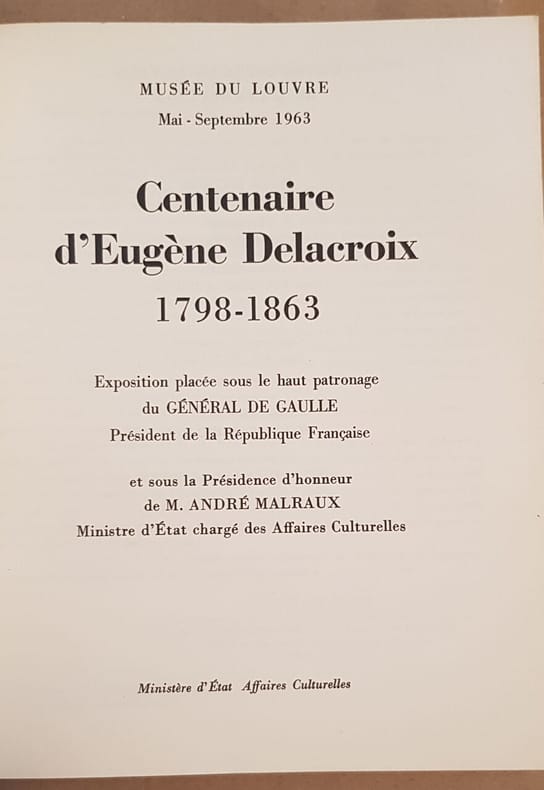 MUSÉE DU LOUVRE
Mai - Septembre 1963
Centenaire
d'Eugène Delacroix
1798-1863
Exposition placée sous le haut patronage
du GÉNÉRAL DE GAULLE
Président de la République Française
et sous la Présidence d'honneur
de M. ANDRÉ MALRAUX
Ministre d'État chargé des Affaires Culturelles
Ministère d'État Affaires Culturelles